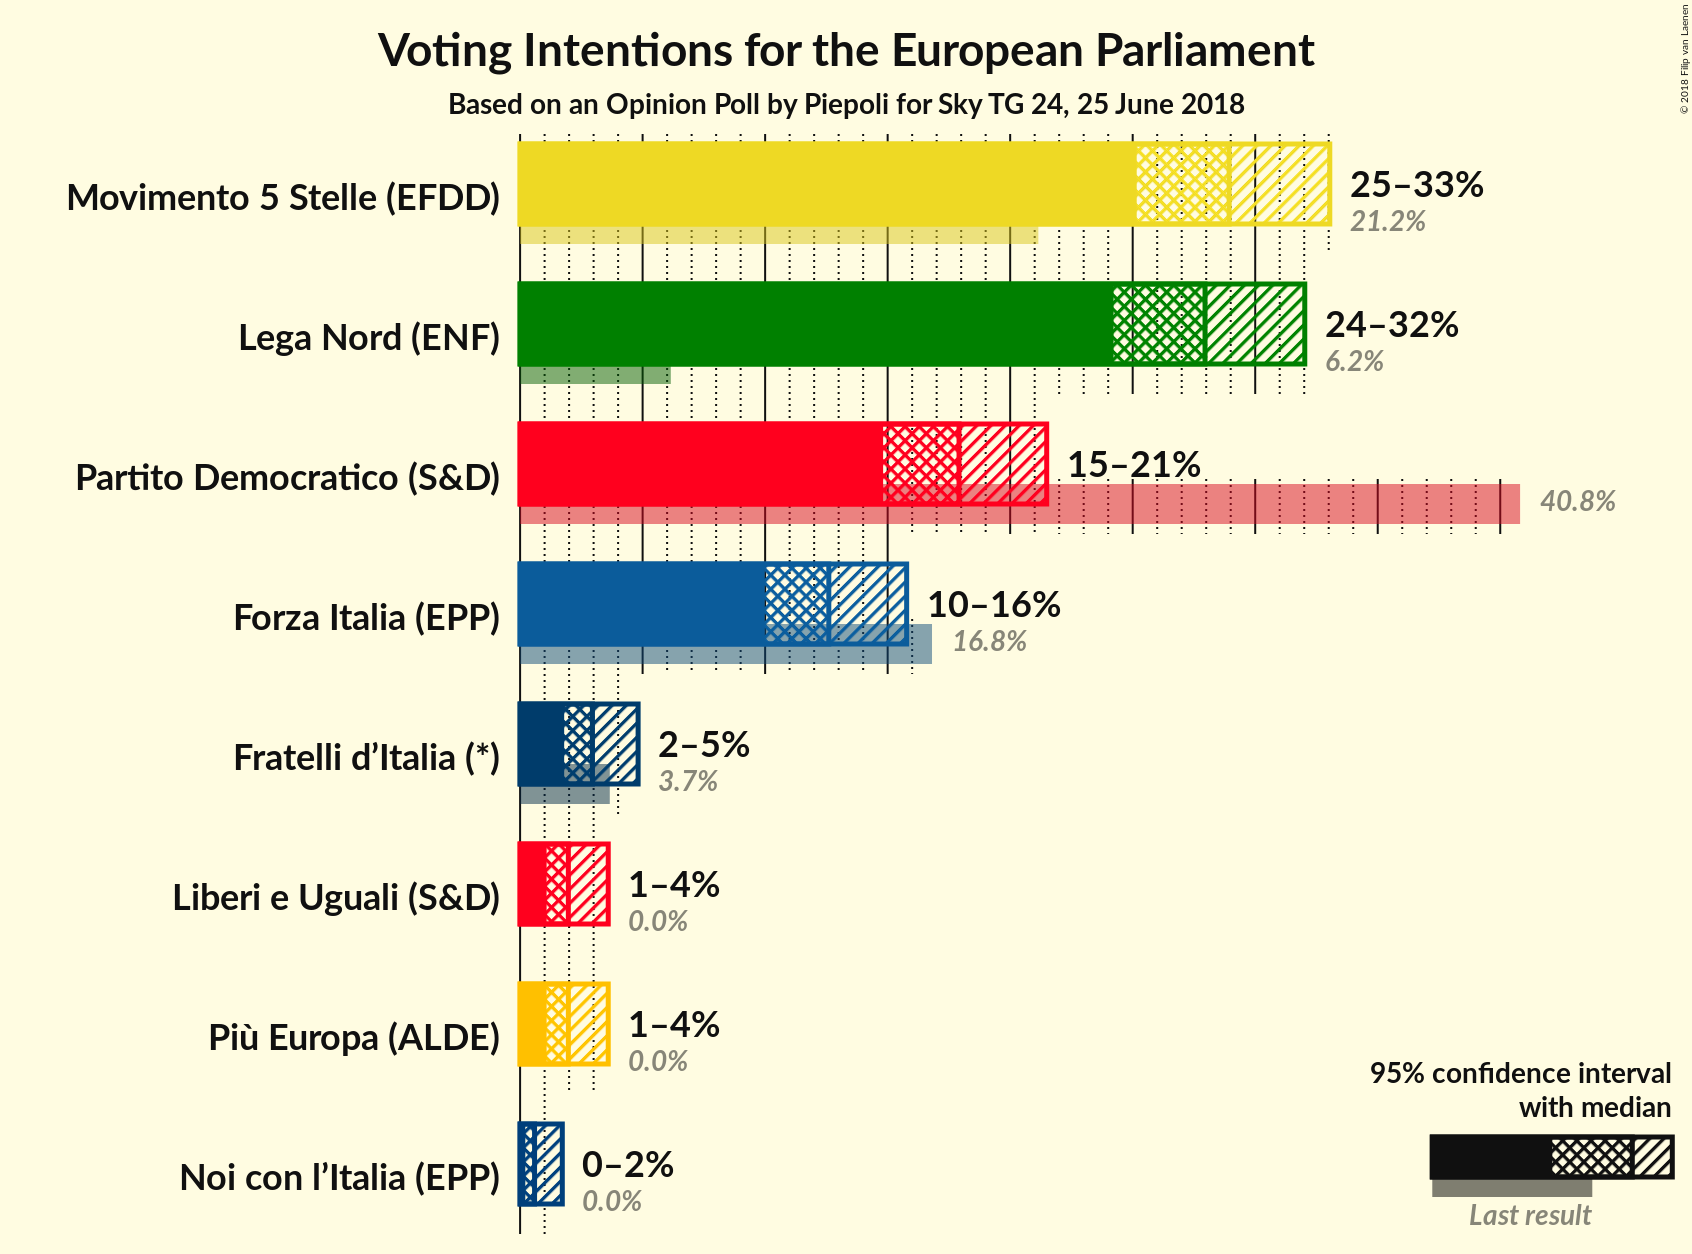 Voting Intentions for the European Parliament
Based on an Opinion Poll by Piepoli for Sky TG 24, 25 June 2018
© 2018 Filip van Laenen
Movimento 5 Stelle (EFDD)
25–33%
21.2%
Lega Nord (ENF)
24–32%
6.2%
Partito Democratico (S&D)
15–21%
40.8%
Forza Italia (EPP)
10–16%
16.8%
Fratelli d’Italia (*)
2–5%
3.7%
Liberi e Uguali (S&D)
1–4%
0.0%
Più Europa (ALDE)
1–4%
0.0%
Noi con l’Italia (EPP)
0–2%
0.0%
95% confidence interval
with median
Last result